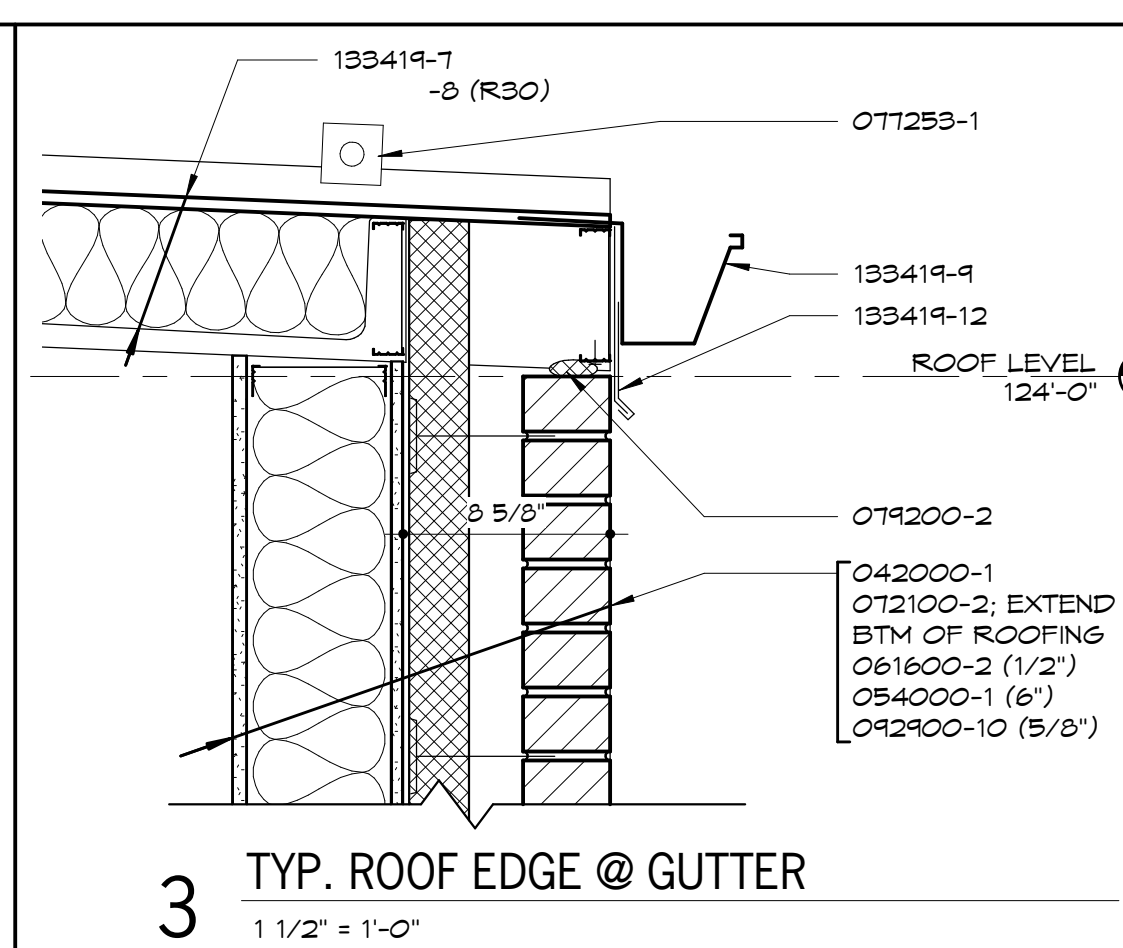 133419-7
-8 (R30)
077253-1
133419-9
133419-12
ROOF LEVEL
124'-0"
079200-2
8 5/8"
042000-1
072100-2; EXTEND
BTM OF ROOFING
061600-2 (1/2")
054000-1 (6")
092900-10 (5/8")
3 TYP. ROOF EDGE @ GUTTER
1 1/2" = 1'-0"